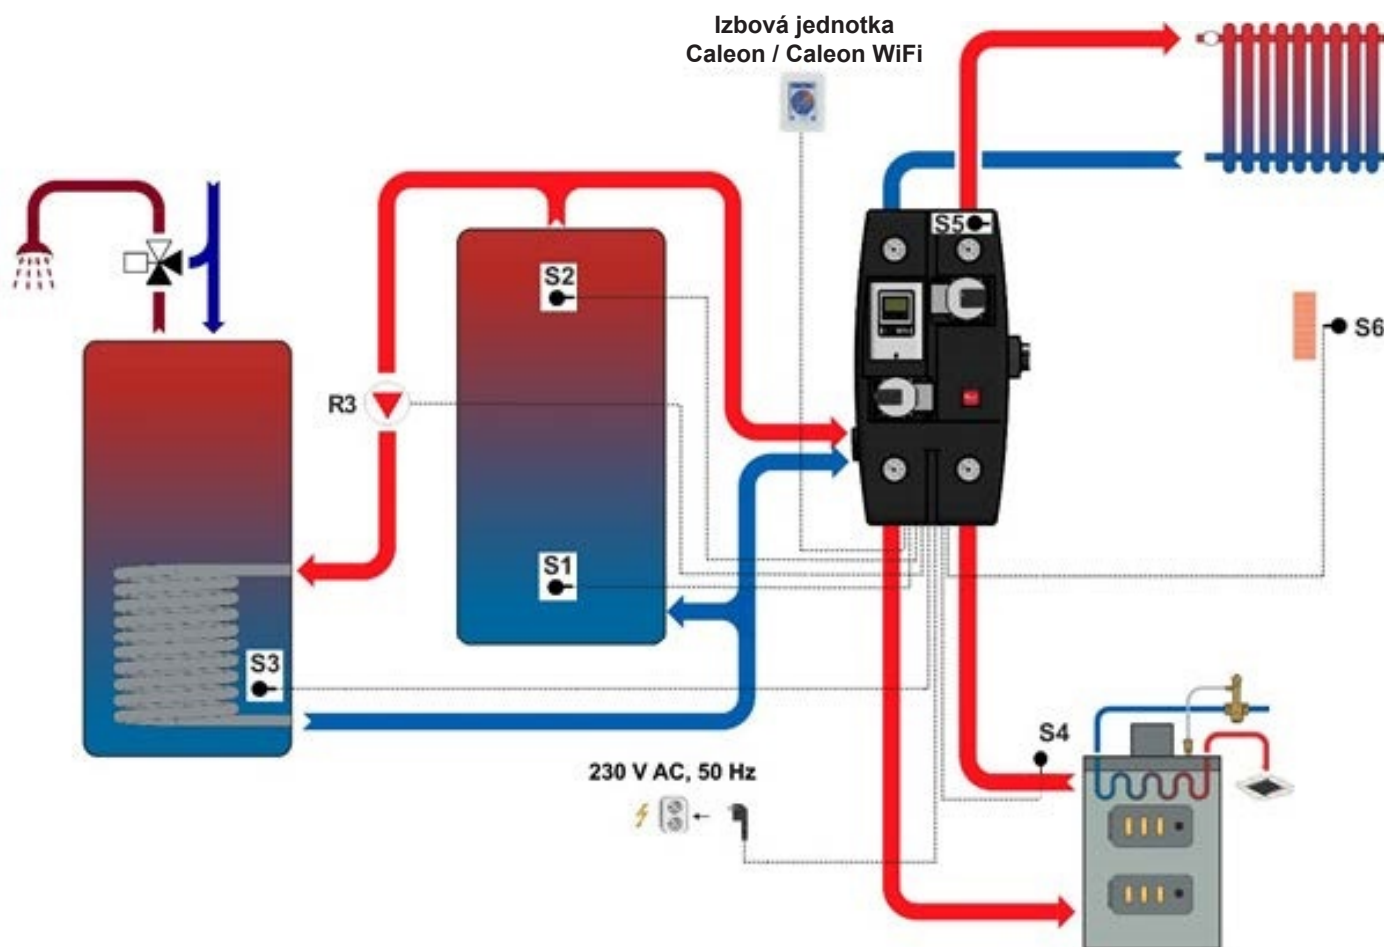 Izbová jednotka
Caleon / Caleon WiFi
S5
S2
S6
R3
S1
S3
S4
230 V AC, 50 Hz